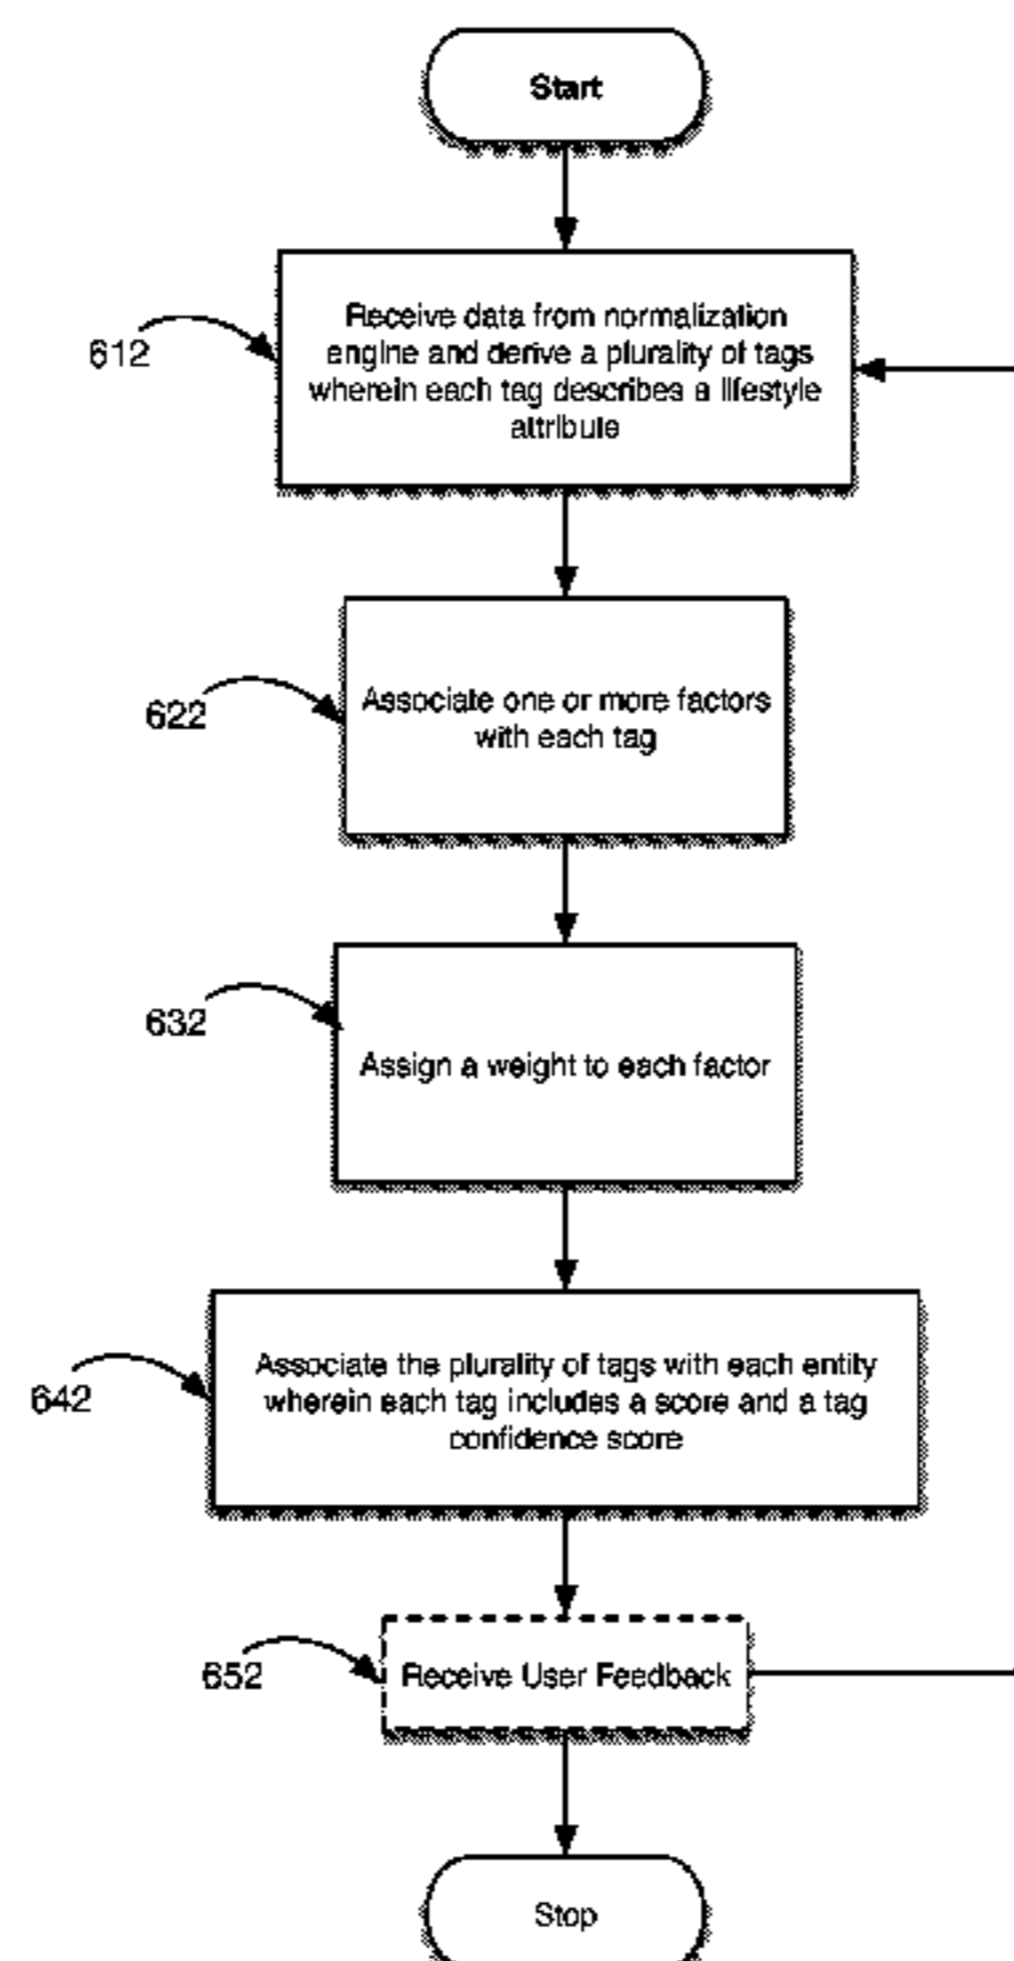 Start
612
Receive data from normalization
engine and derive a plurality of tags
wherein each tag describes a lifestyle
attribute
622
Associate one or more factors
with each tag
632
Assign a weight to each factor
642
Associate the plurality of tags with each entity
wherein each tag includes a score and a tag
confidence score
652
Receive User Feedback
Stop